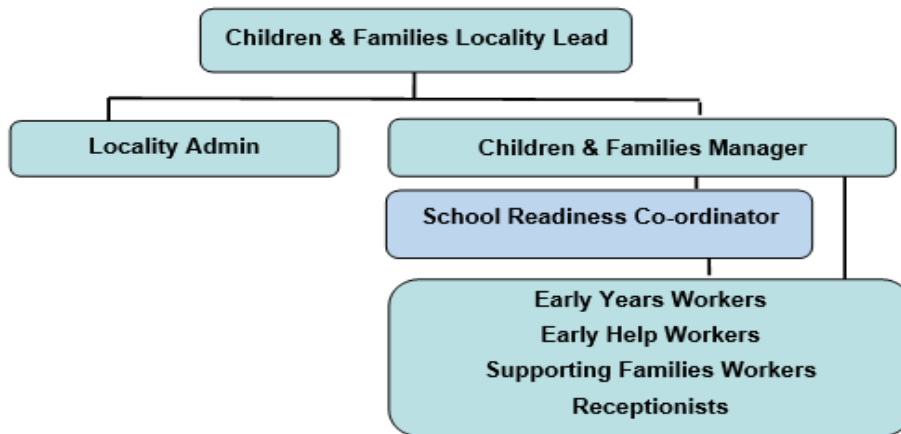 Children & Families Locality Lead
Locality Admin
Children & Families Manager
School Readiness Co-ordinator
Early Years Workers
Early Help Workers
Supporting Families Workers
Receptionists